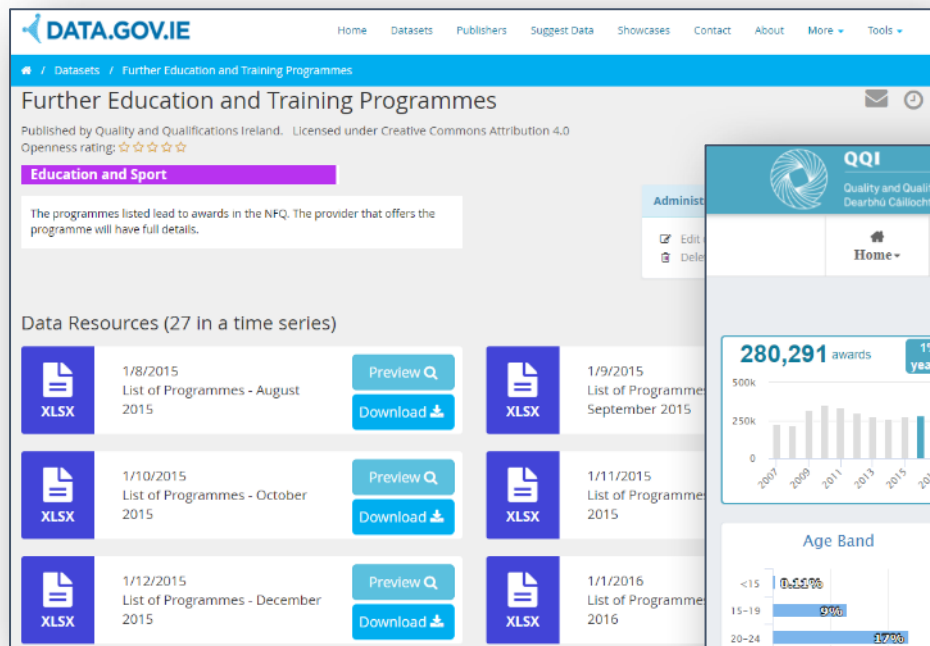 DATA.GOV.IE
Home Datasets Publishers Suggest Data Showcases Contact About More Tools
/ Datasets / Further Education and Training Programmes
Further Education and Training Programmes
Published by Quality and Qualifications Ireland. Licensed under Creative Commons Attribution 4.0
Openness rating:
Education and Sport
The programmes listed lead to awards in the NFQ. The provider that offers the
programme will have full details.
Administ
Edit
Dele
Data Resources (27 in a time series)
XLSX
1/8/2015
List of Programmes - August
2015
Preview
Download
XLSX
1/9/2015
List of Programmes
September 2015
XLSX
1/10/2015
List of Programmes - October
2015
Preview
Download
XLSX
1/11/2015
List of Programmes
2015
XLSX
1/12/2015
List of Programmes - December
2015
Preview
Download
XLSX
1/1/2016
List of Programmes
2016
QQI
Quality and Quali
Dearbhú Cáilíocht
Home
280,291 awards
yea
500k
250k
0
2007 2009 2011 2013 2015
Age Band
<15 0.11%
15-19 9%
20-24 17%